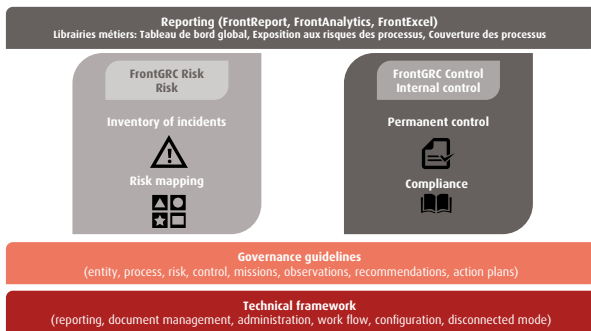 Reporting (FrontReport, FrontAnalytics, FrontExcel)
Librairies métiers: Tableau de bord global, Exposition aux risques des processus, Couverture des processus
FrontGRC Risk
Risk
Inventory of incidents
Risk mapping
FrontGRC Control
Internal control
Permanent control
Compliance
Governance guidelines
(entity, process, risk, control, missions, observations, recommendations, action plans)
Technical framework
(reporting, document management, administration, work flow, configuration, disconnected mode)